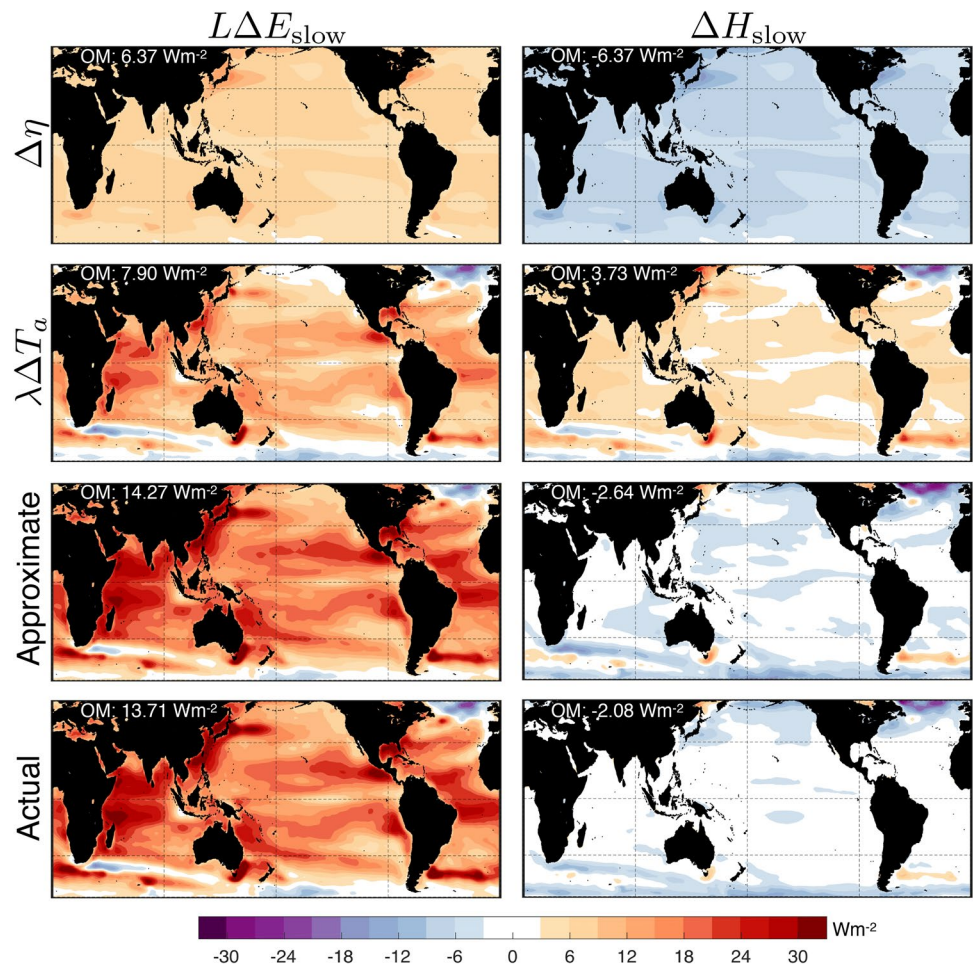 LΔE_slow
ΔH_slow
Δη
OM: 6.37 Wm-2
OM: -6.37 Wm-2
λΔT_a
OM: 7.90 Wm-2
OM: 3.73 Wm-2
Approximate
OM: 14.27 Wm-2
OM: -2.64 Wm-2
Actual
OM: 13.71 Wm-2
OM: -2.08 Wm-2
-30 -24 -18 -12 -6 0 6 12 18 24 30 Wm-2